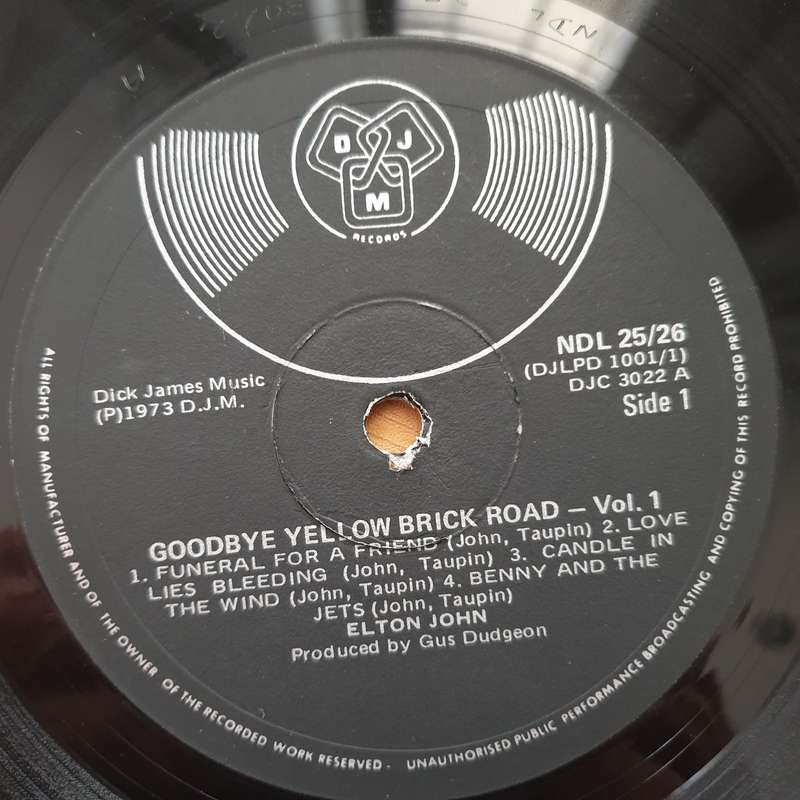 D J
M
RECORDS
NDL 25/26
(DJLPD 1001/1)
DJC 3022 A
Side 1
Dick James Music
(P)1973 D.J.M.
GOODBYE YELLOW BRICK ROAD – Vol. 1
1. FUNERAL FOR A FRIEND (John, Taupin) 2. LOVE
LIES BLEEDING (John, Taupin) 3. CANDLE IN
THE WIND (John, Taupin) 4. BENNY AND THE
JETS (John, Taupin)
ELTON JOHN
Produced by Gus Dudgeon
ALL RIGHTS OF MANUFACTURER AND OF THE OWNER OF THE RECORDED WORK RESERVED - UNAUTHORISED PUBLIC PERFORMANCE BROADCASTING AND COPYING OF THIS RECORD PROHIBITED